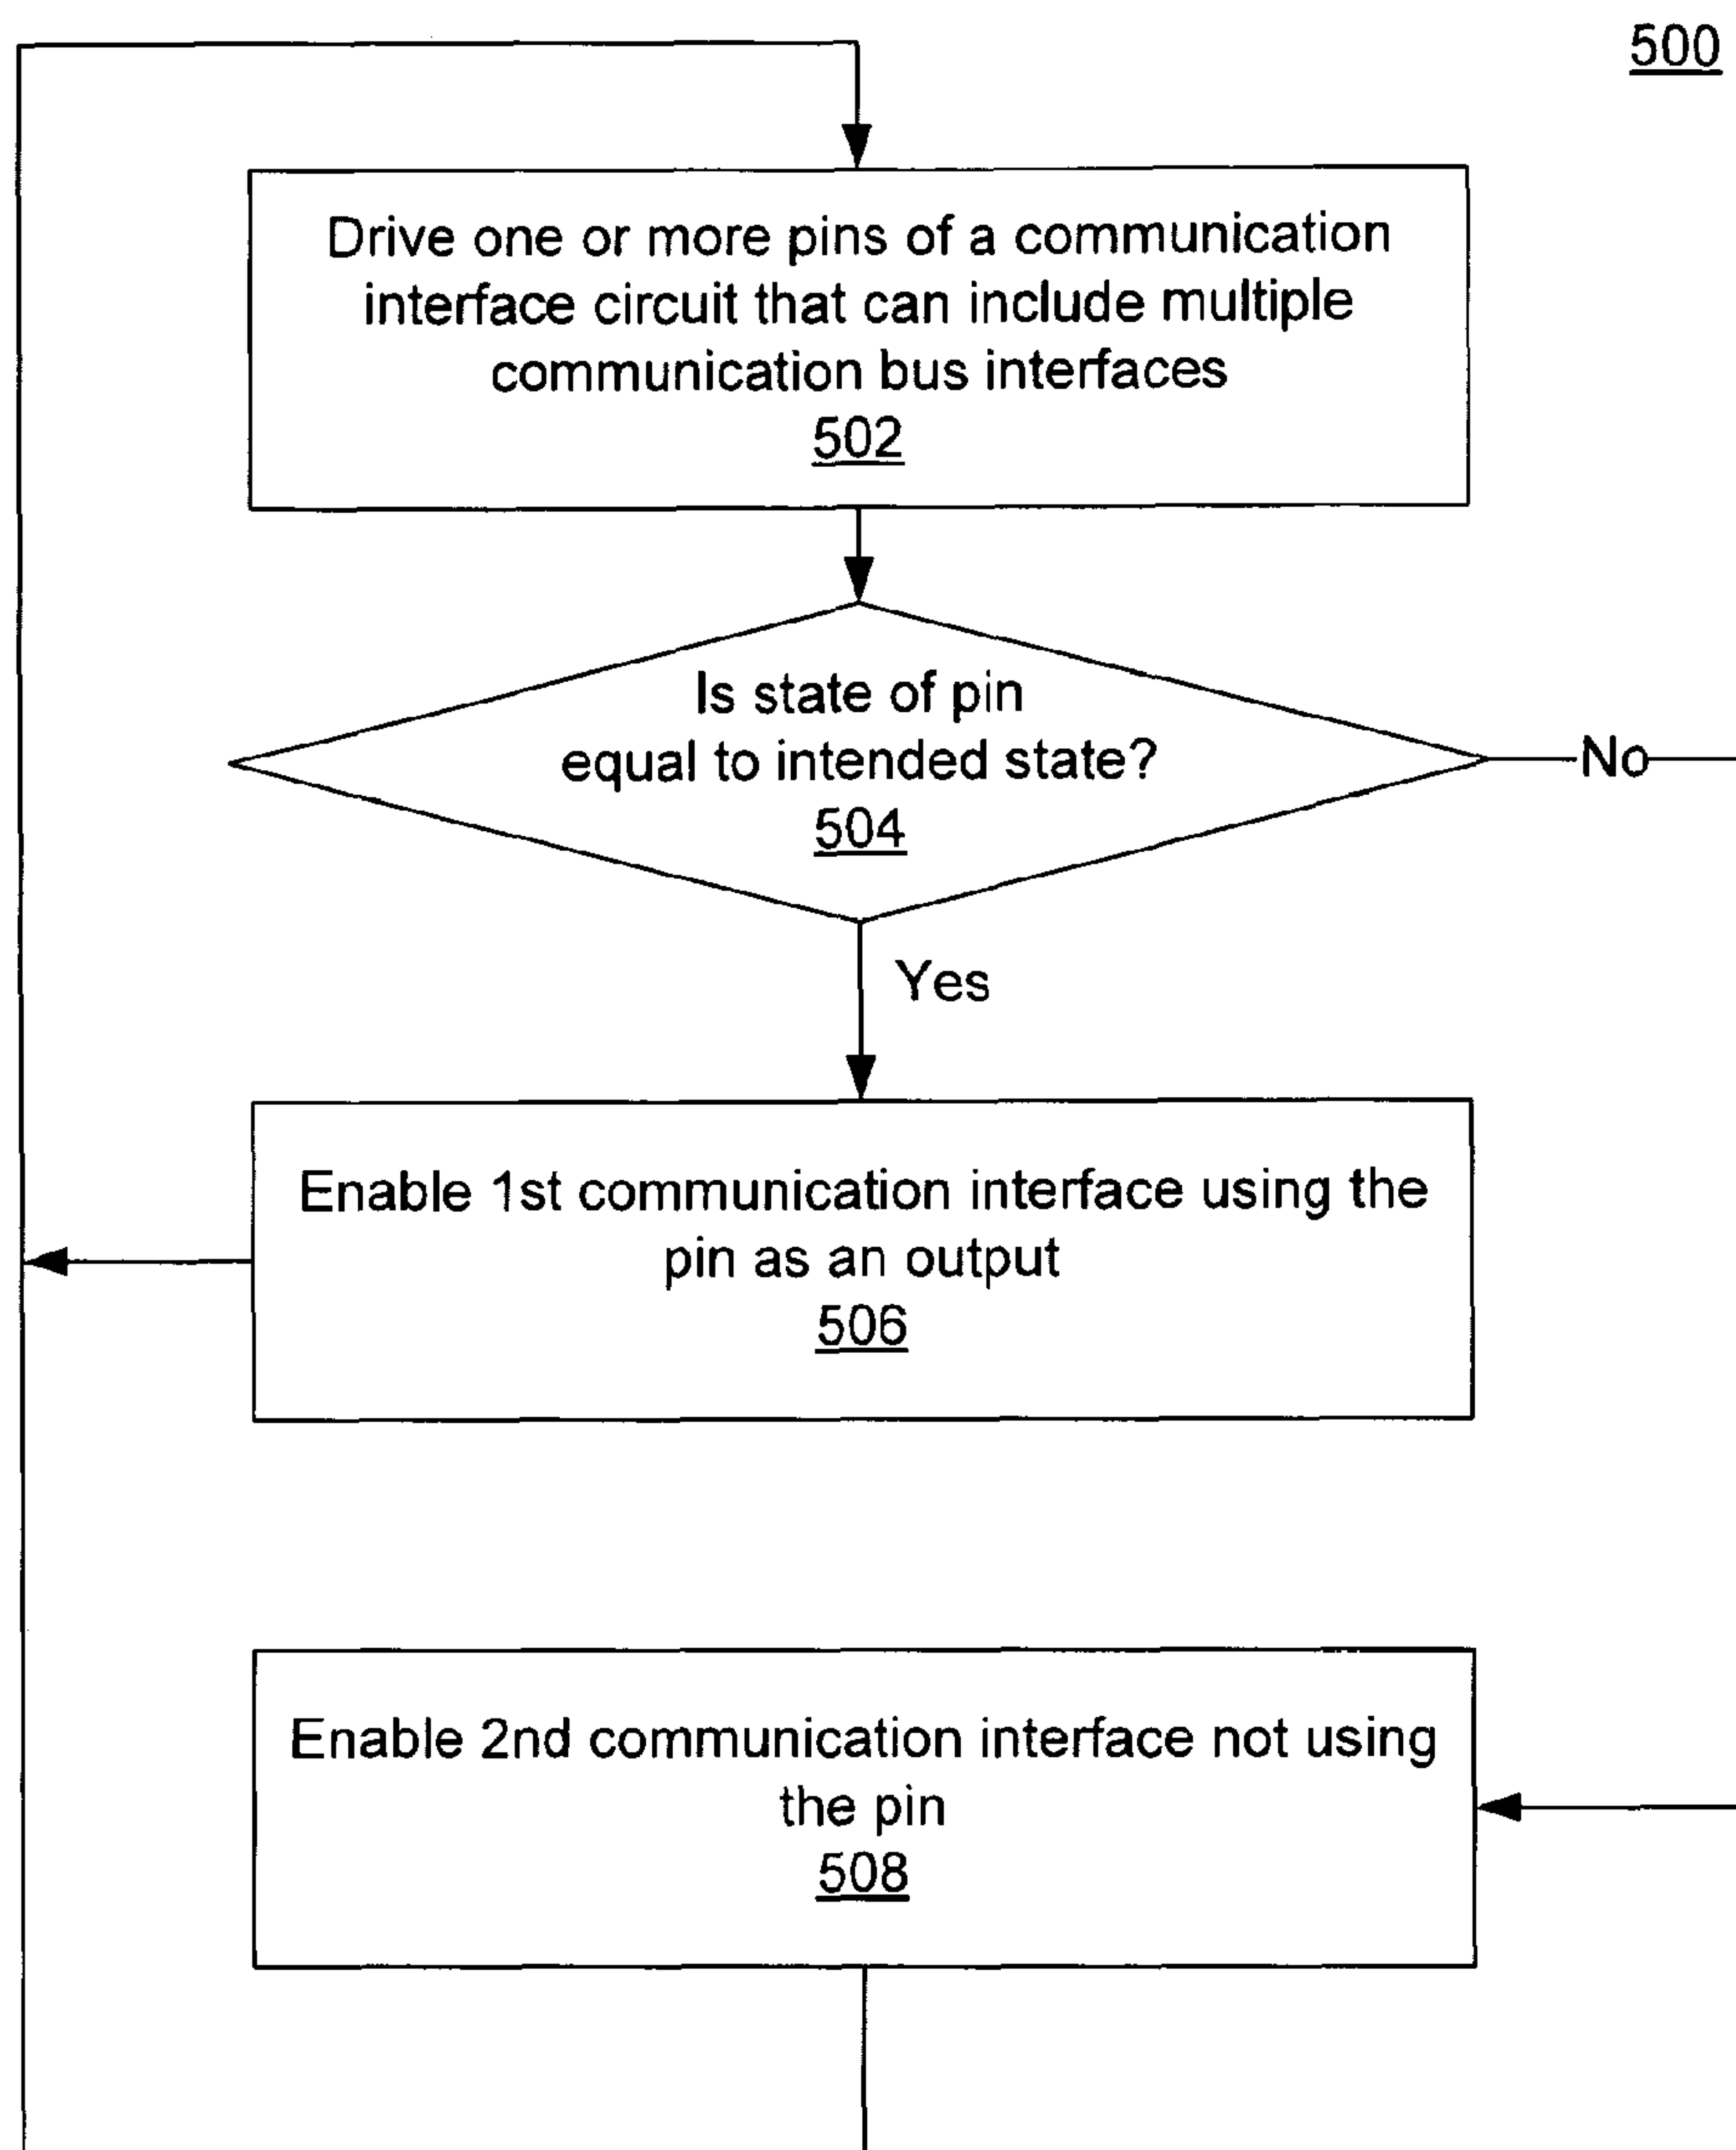 500
Drive one or more pins of a communication
interface circuit that can include multiple
communication bus interfaces
502
Is state of pin
equal to intended state?
504
No
Yes
Enable 1st communication interface using the
pin as an output
506
Enable 2nd communication interface not using
the pin
508